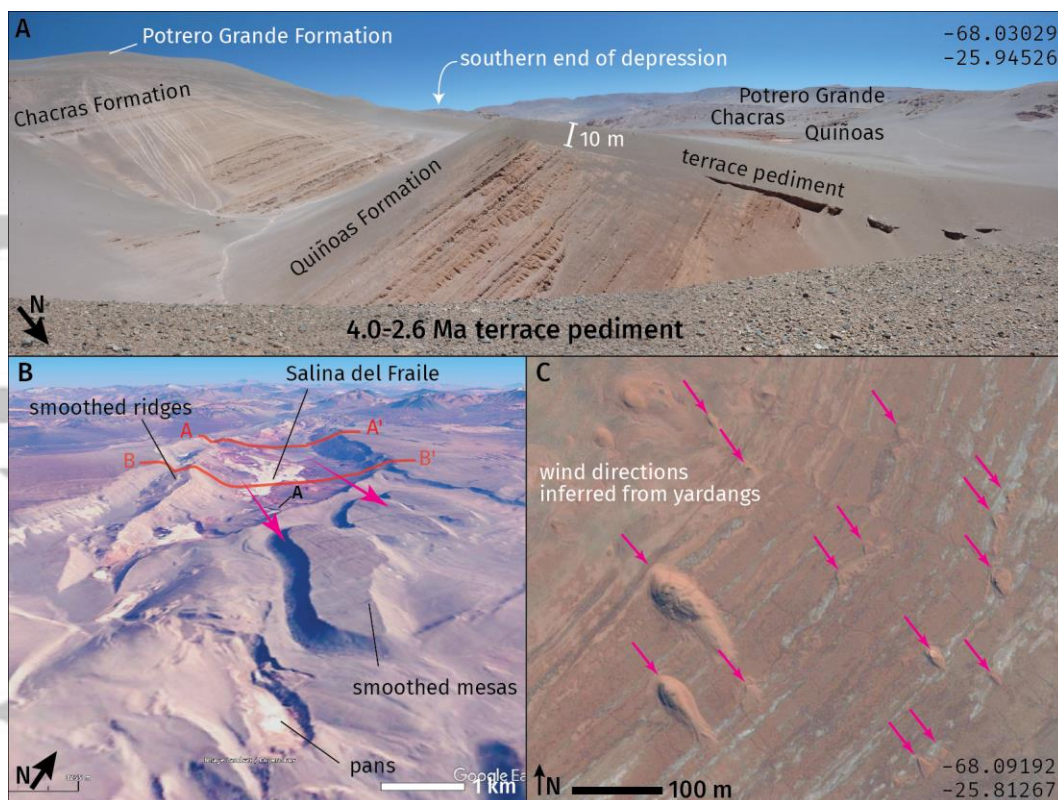 A
Potrero Grande Formation
-68.03029
-25.94526
southern end of depression
Chacras Formation
Potrero Grande
Chacras
Quiñoas
10 m
terrace pediment
Quiñoas Formation
N
4.0-2.6 Ma terrace pediment
B
Salina del Fraile
smoothed ridges
A
A'
B
B'
A
smoothed mesas
pans
N
1 km
C
wind directions
inferred from yardangs
N
100 m
-68.09192
-25.81267